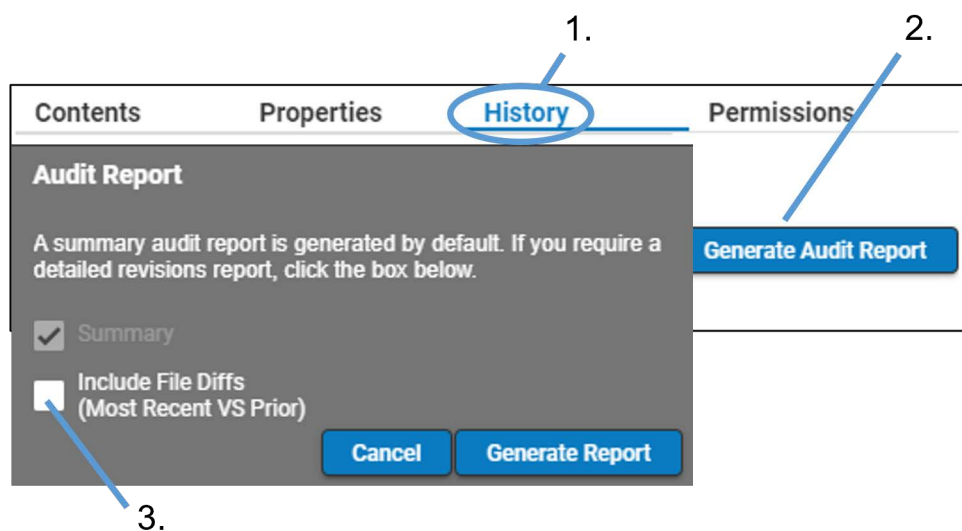 1. 2.
Contents Properties History Permissions
Audit Report
A summary audit report is generated by default. If you require a
detailed revisions report, click the box below.
Generate Audit Report
Summary
Include File Diffs
(Most Recent VS Prior)
Cancel Generate Report
3.